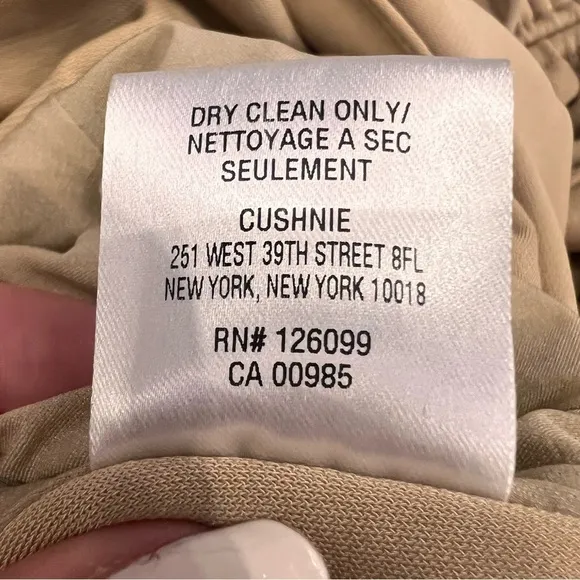 DRY CLEAN ONLY/
NETTOYAGE A SEC
SEULEMENT
CUSHNIE
251 WEST 39TH STREET 8FL
NEW YORK, NEW YORK 10018
RN# 126099
CA 00985